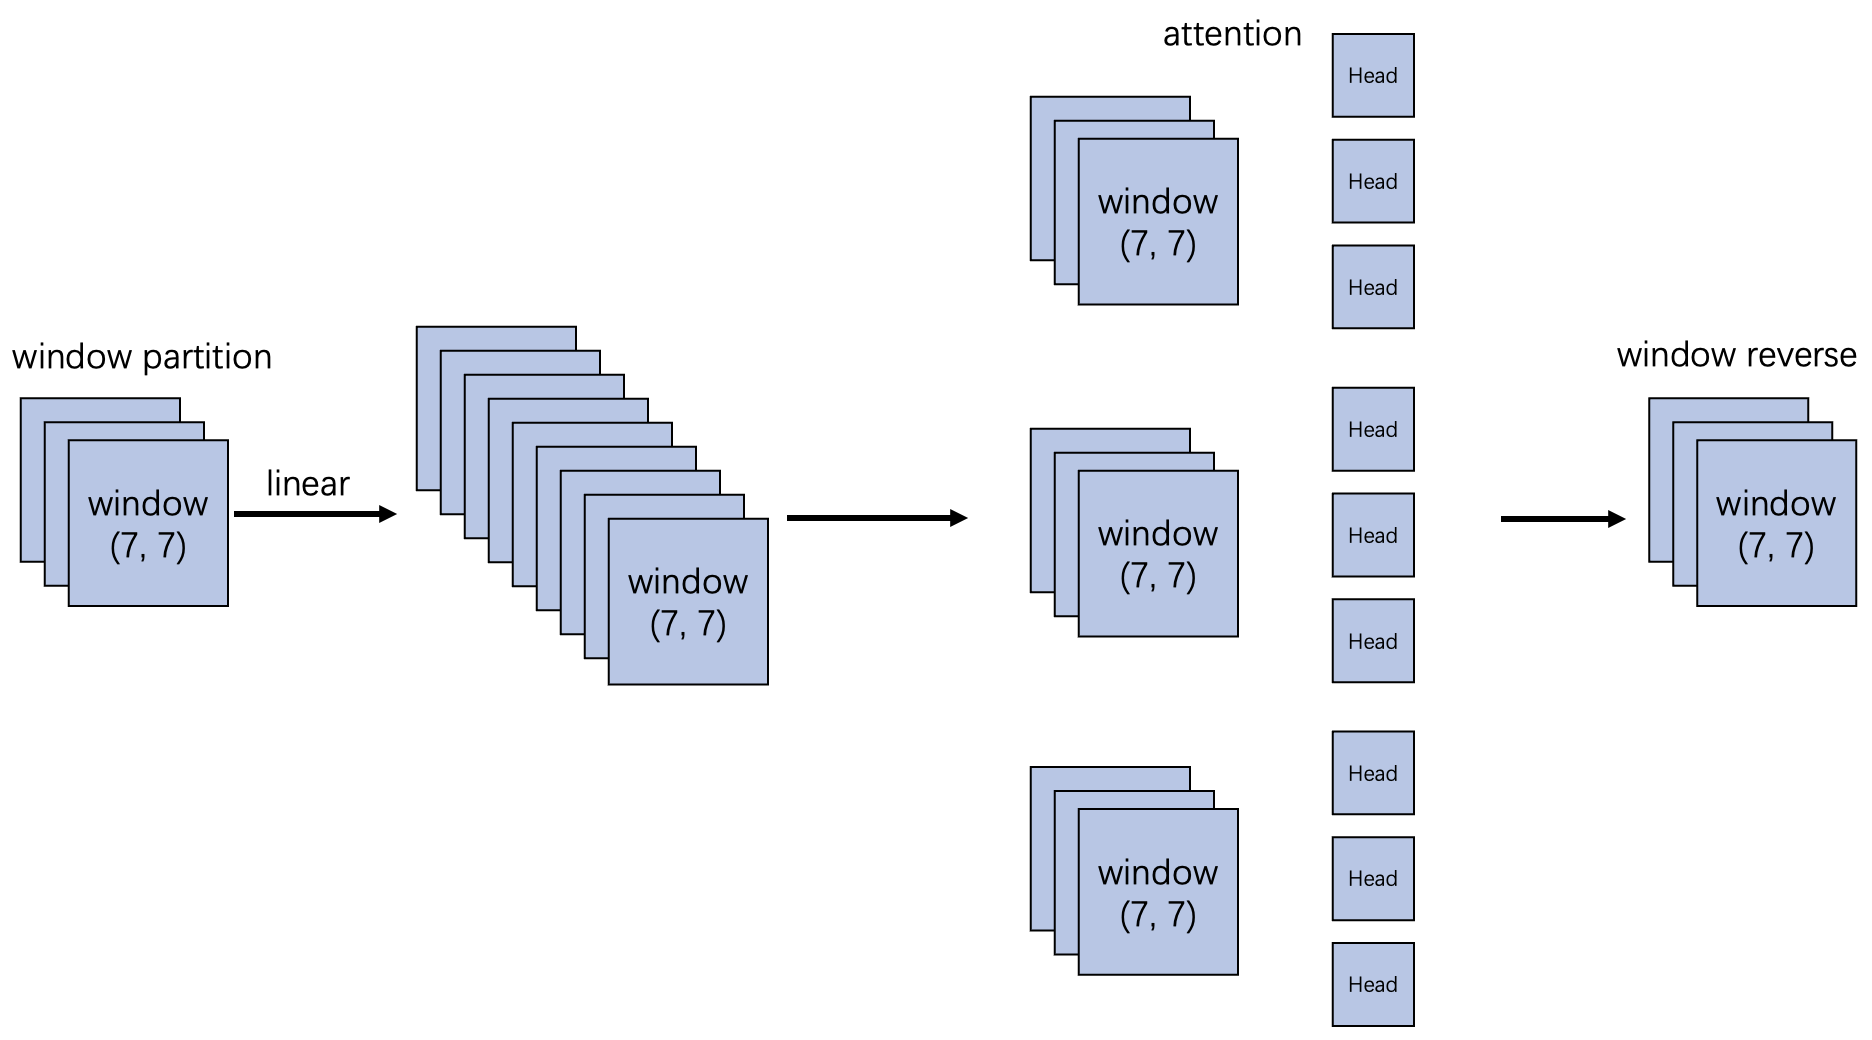 window partition
window
(7, 7)
linear
window
(7, 7)
attention
window
(7, 7)
Head
Head
Head
window
(7, 7)
Head
Head
Head
window
(7, 7)
Head
Head
Head
window reverse
window
(7, 7)